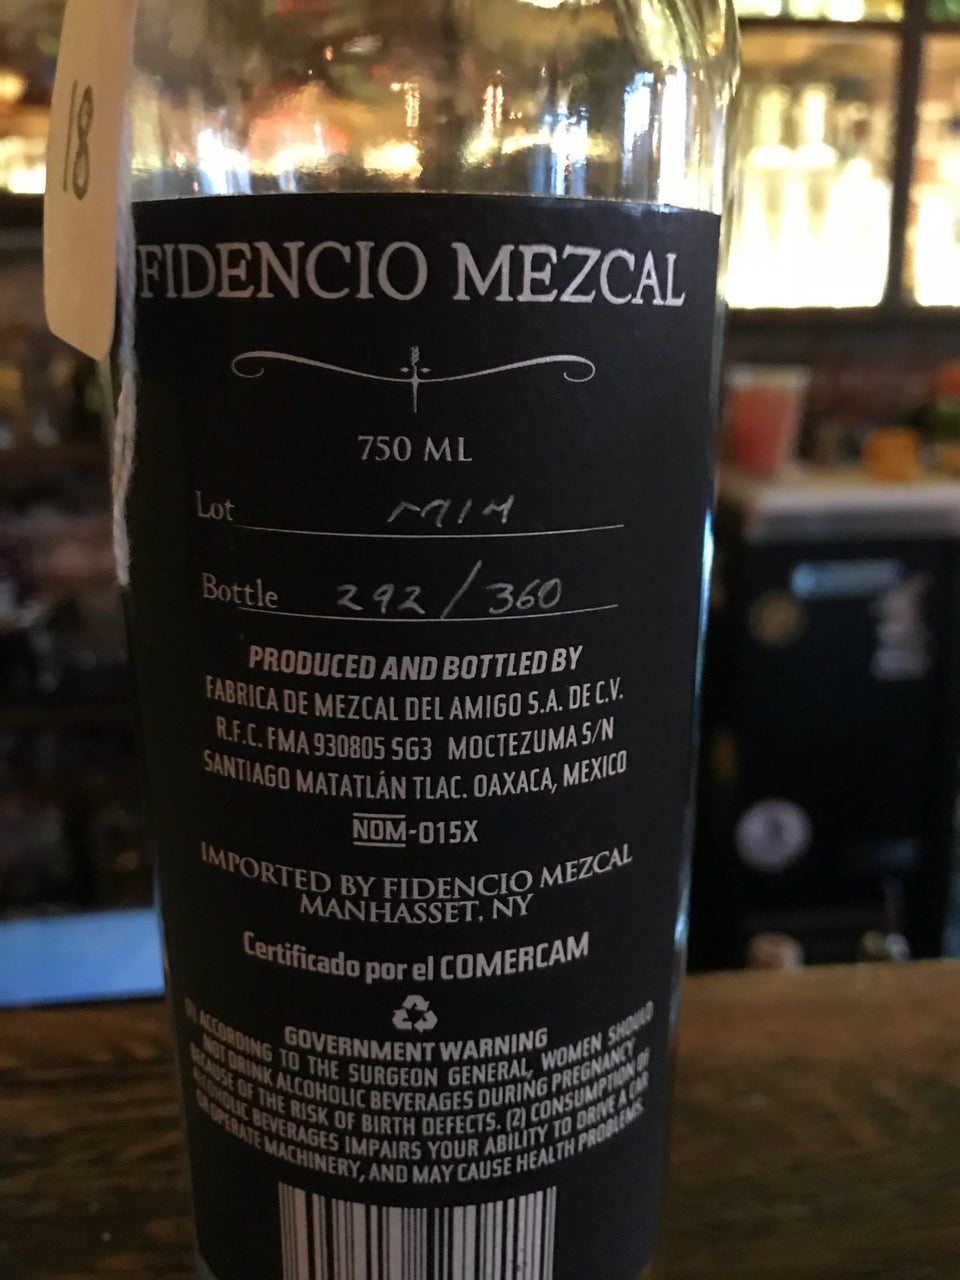 18
FIDENCIO MEZCAL
750 ML
Lot
Bottle 292/360
PRODUCED AND BOTTLED BY
FABRICA DE MEZCAL DEL AMIGO S.A. DE C.V.
R.F.C. FMA 930805 SG3 MOCTEZUMA S/N
SANTIAGO MATATLÁN TLAC. OAXACA, MEXICO
NOM-015X
IMPORTED BY FIDENCIO MEZCAL
MANHASSET, NY
Certificado por el COMERCAM
GOVERNMENT WARNING
(1) ACCORDING TO THE SURGEON GENERAL, WOMEN SHOULD
NOT DRINK ALCOHOLIC BEVERAGES DURING PREGNANCY
BECAUSE OF THE RISK OF BIRTH DEFECTS. (2) CONSUMPTION OF
ALCOHOLIC BEVERAGES IMPAIRS YOUR ABILITY TO DRIVE A CAR
OR OPERATE MACHINERY, AND MAY CAUSE HEALTH PROBLEMS.